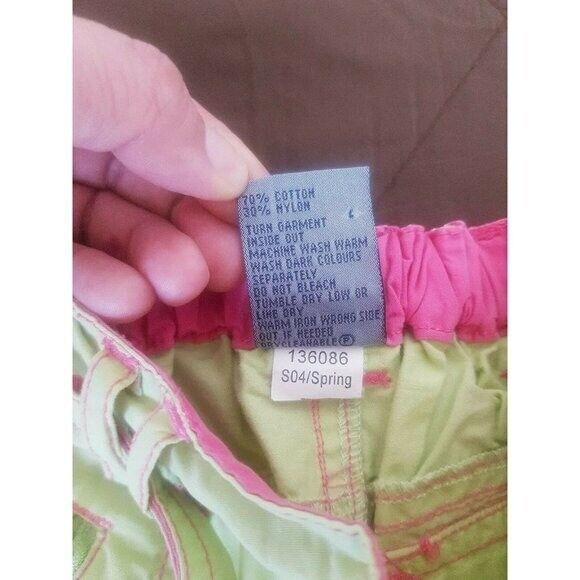 70% COTTON
30% NYLON
TURN GARMENT
INSIDE OUT
MACHINE WASH WARM
WASH DARK COLOURS
SEPARATELY
DO NOT BLEACH
TUMBLE DRY LOW OR
LINE DRY
WARM IRON WRONG SIDE
OUT IF NEEDED
DRYCLEANABLE Ⓟ
136086
S04/Spring